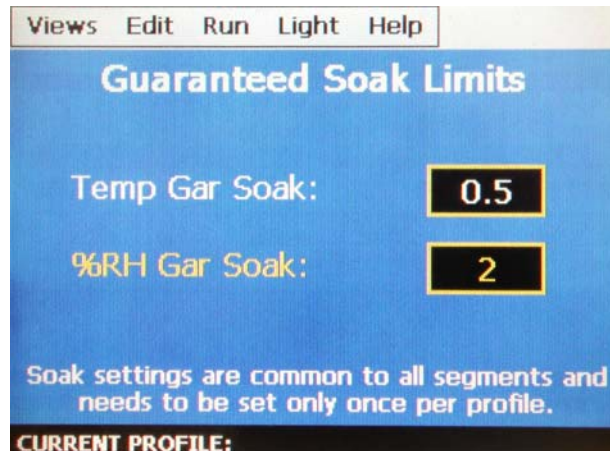 Views Edit Run Light Help
Guaranteed Soak Limits
Temp Gar Soak: 0.5
%RH Gar Soak: 2
Soak settings are common to all segments and
needs to be set only once per profile.
CURRENT PROFILE: